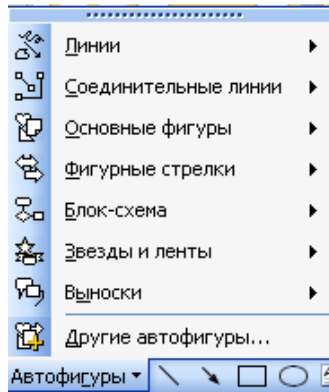 Линии
Соединительные линии
Основные фигуры
Фигурные стрелки
Блок-схема
Звезды и ленты
Выноски
Другие автофигуры...
Автофигуры